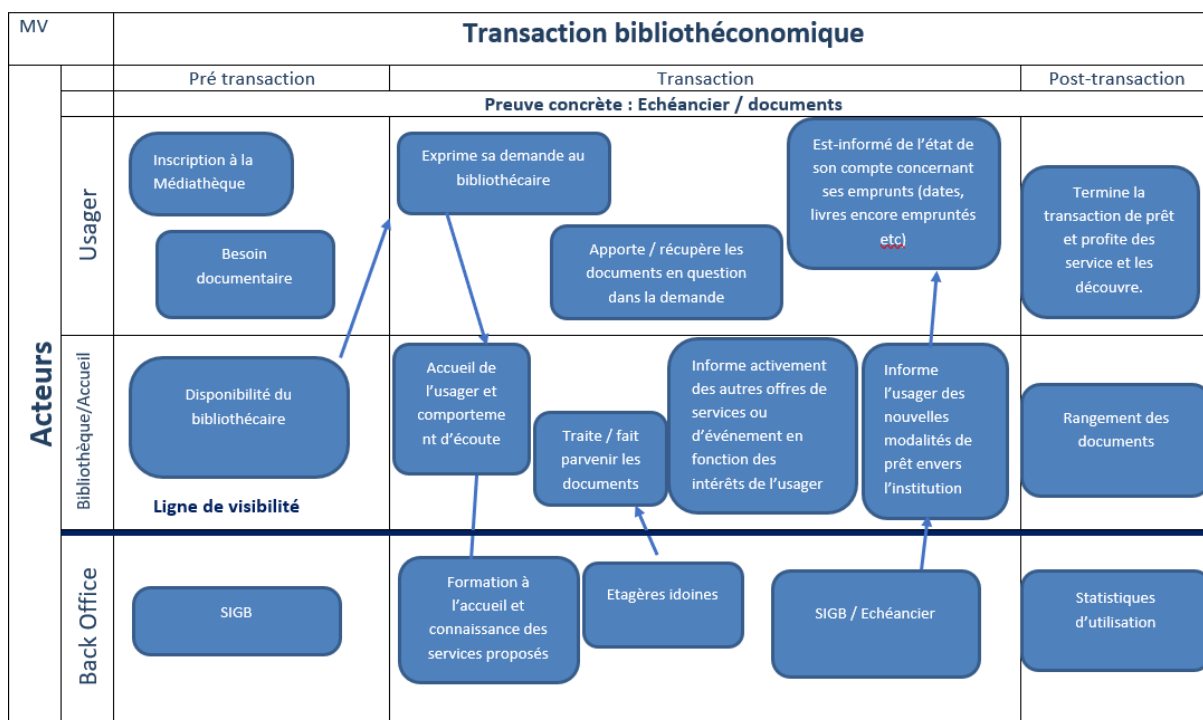 MV
Transaction bibliothéconomique
Pré transaction
Transaction
Post-transaction
Preuve concrète : Echéancier / documents
Acteurs
Usager
Inscription à la
Médiathèque
Besoin
documentaire
Exprime sa demande au
bibliothécaire
Apporte / récupère les
documents en question
dans la demande
Est-informé de l’état de
son compte concernant
ses emprunts (dates,
livres encore empruntés
etc)
Termine la
transaction de prêt
et profite des
service et les
découvre.
Bibliothèque/Accueil
Disponibilité du
bibliothécaire
Ligne de visibilité
Accueil de
l’usager et
comporteme
nt d’écoute
Traite / fait
parvenir les
documents
Informe activement
des autres offres de
services ou
d’événement en
fonction des
intérêts de l’usager
Informe
l’usager des
nouvelles
modalités de
prêt envers
l’institution
Rangement des
documents
Back Office
SIGB
Formation à
l’accueil et
connaissance des
services proposés
Etagères idoines
SIGB / Echéancier
Statistiques
d’utilisation